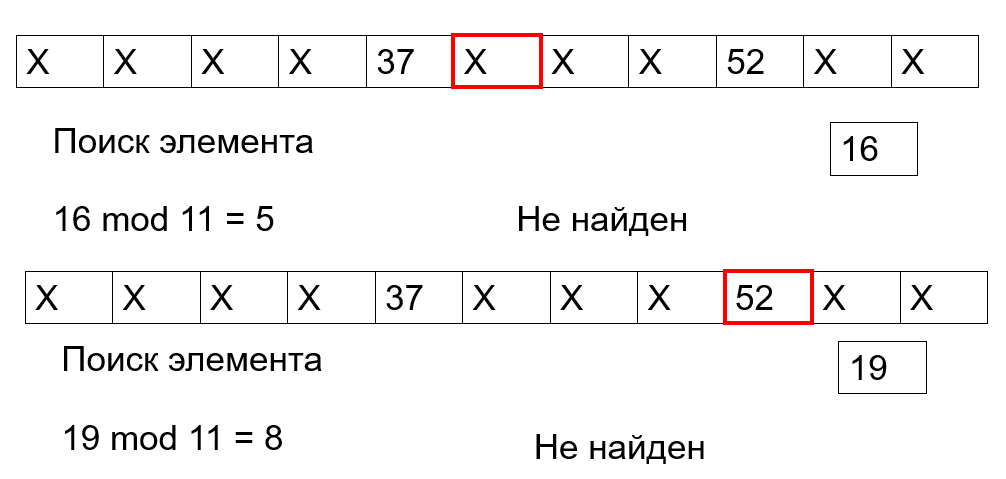 X X X X 37 X X X 52 X X
Поиск элемента 16
16 mod 11 = 5 Не найден
X X X X 37 X X X 52 X X
Поиск элемента 19
19 mod 11 = 8 Не найден